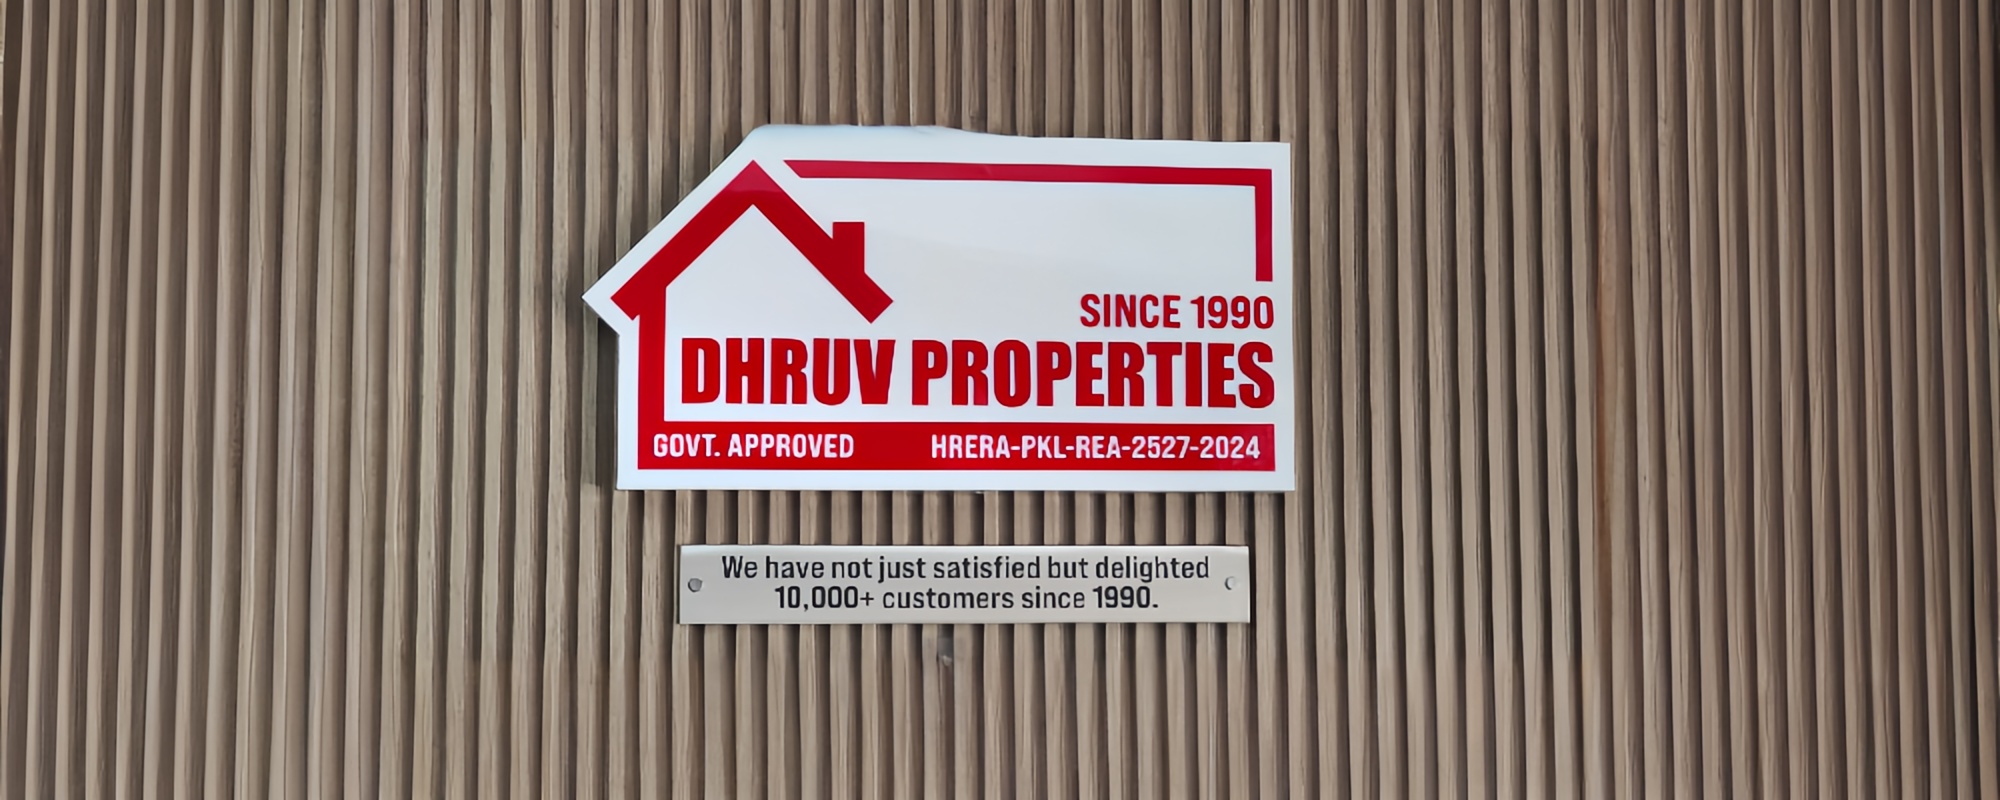 SINCE 1990
DHRUV PROPERTIES
GOVT. APPROVED HRERA-PKL-REA-2527-2024
We have not just satisfied but delighted
10,000+ customers since 1990.